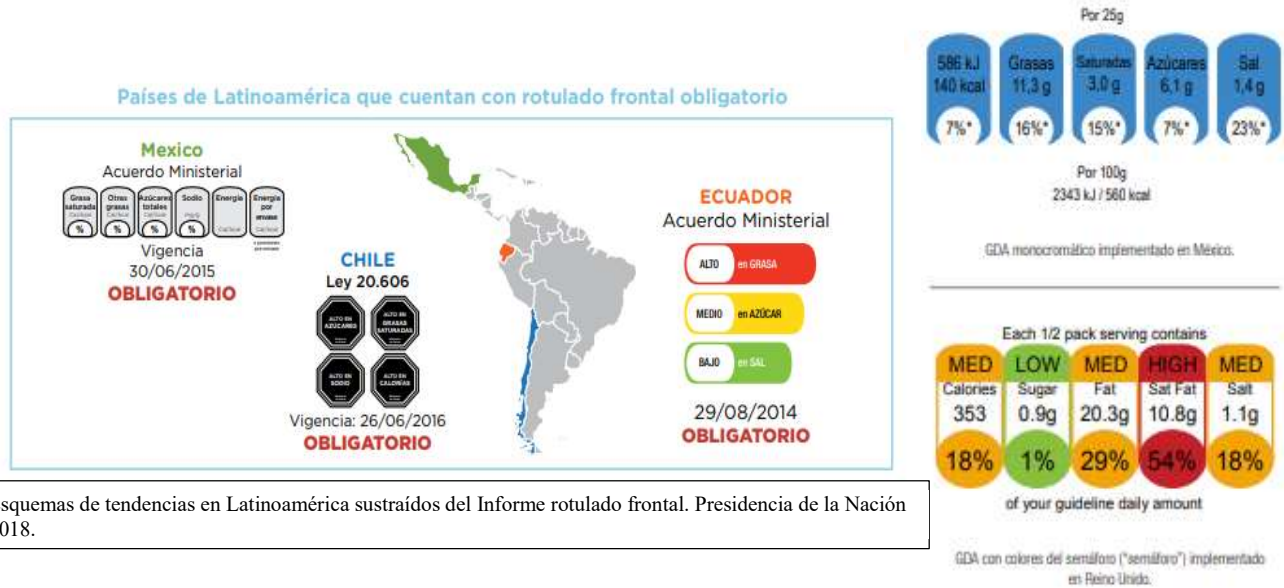 Países de Latinoamérica que cuentan con rotulado frontal obligatorio
Mexico
Acuerdo Ministerial
Grasa saturada
Otras grasas
Azúcares totales
Sodio
Energía
Energía por envase
% % % %
Vigencia
30/06/2015
OBLIGATORIO
CHILE
Ley 20.606
ALTO EN AZÚCARES
ALTO EN GRASAS SATURADAS
ALTO EN SODIO
ALTO EN CALORÍAS
Vigencia: 26/06/2016
OBLIGATORIO
ECUADOR
Acuerdo Ministerial
ALTO en GRASA
MEDIO en AZÚCAR
BAJO en SAL
29/08/2014
OBLIGATORIO
squemas de tendencias en Latinoamérica sustraídos del Informe rotulado frontal. Presidencia de la Nación
018.
Por 25g
586 kJ Grasas Saturadas Azúcares Sal
140 kcal 11,3 g 3,0 g 6,1 g 1,4 g
7%* 16%* 15%* 7%* 23%*
Por 100g
2343 kJ / 560 kcal
GDA monocromático implementado en México.
Each 1/2 pack serving contains
MED LOW MED HIGH MED
Calories Sugar Fat Sat Fat Salt
353 0.9g 20.3g 10.8g 1.1g
18% 1% 29% 54% 18%
of your guideline daily amount
GDA con colores del semáforo ("semáforo") implementado
en Reino Unido.